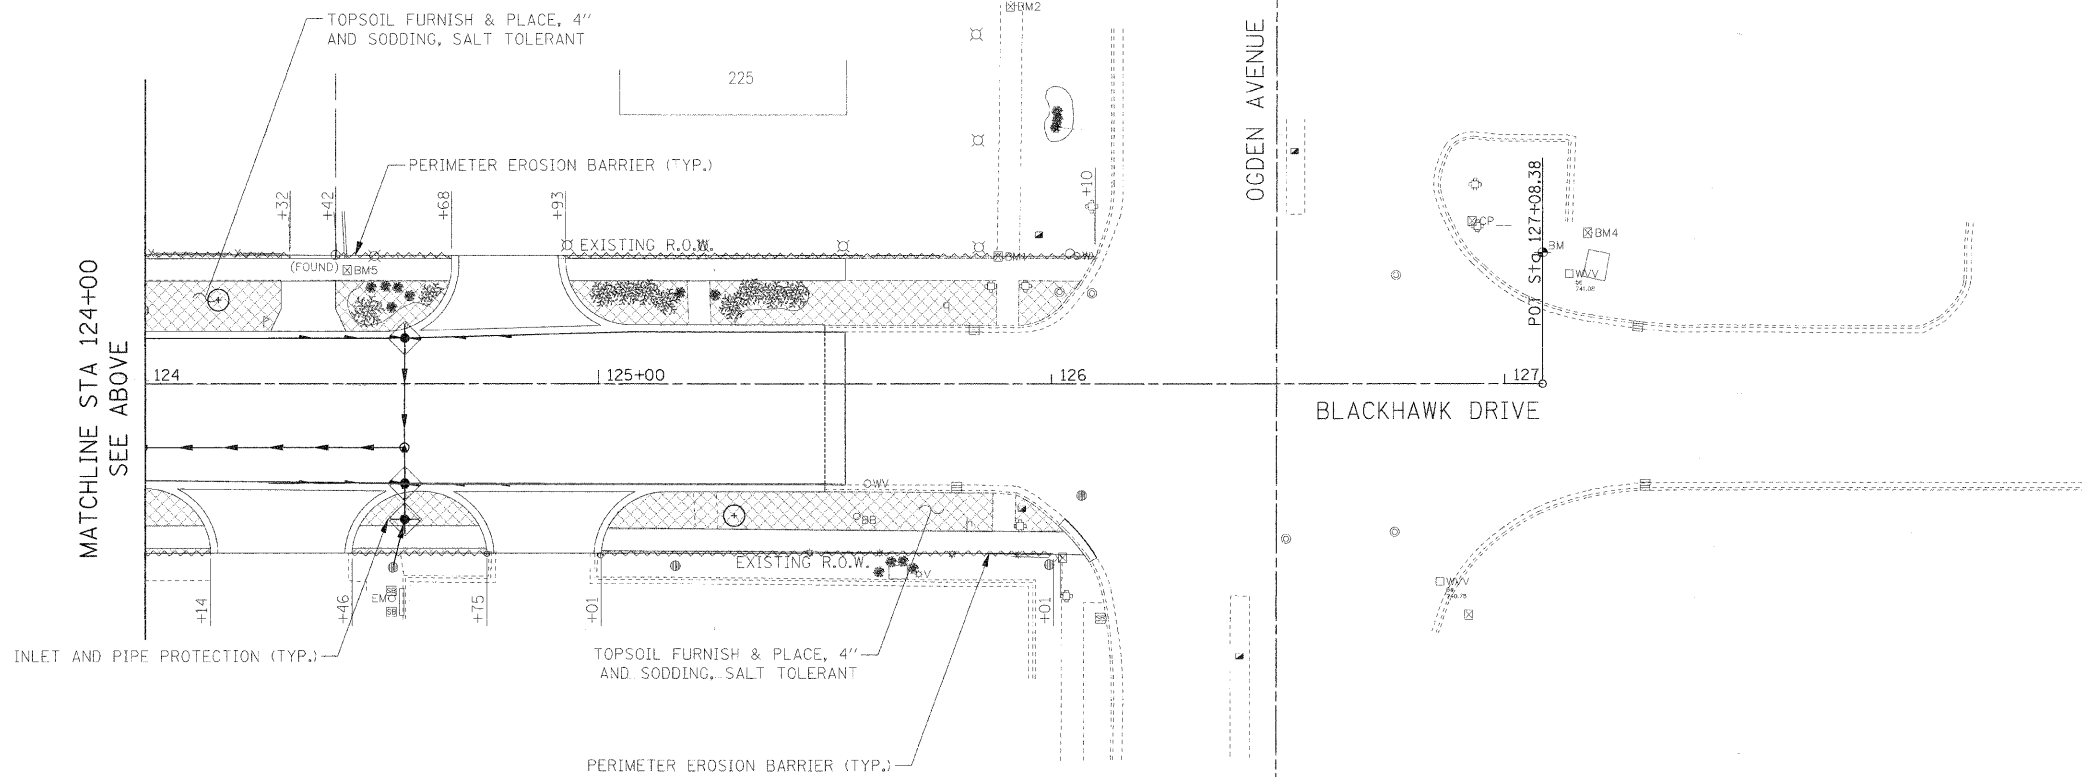 TOPSOIL FURNISH & PLACE, 4"
AND SODDING, SALT TOLERANT
BM2
225
OGDEN AVENUE
PERIMETER EROSION BARRIER (TYP.)
+32
+42
+68
+93
+10
EXISTING R.O.W.
(FOUND)
BM5
CP
POT Sta 127+08.38
BM
BM4
WVV
MATCHLINE STA 124+00
SEE ABOVE
124
125+00
126
127
BLACKHAWK DRIVE
WV
BB
EXISTING R.O.W.
V
WVV
EM
+14
+46
+75
+01
+01
INLET AND PIPE PROTECTION (TYP.)
TOPSOIL FURNISH & PLACE, 4"
AND SODDING, SALT TOLERANT
PERIMETER EROSION BARRIER (TYP.)